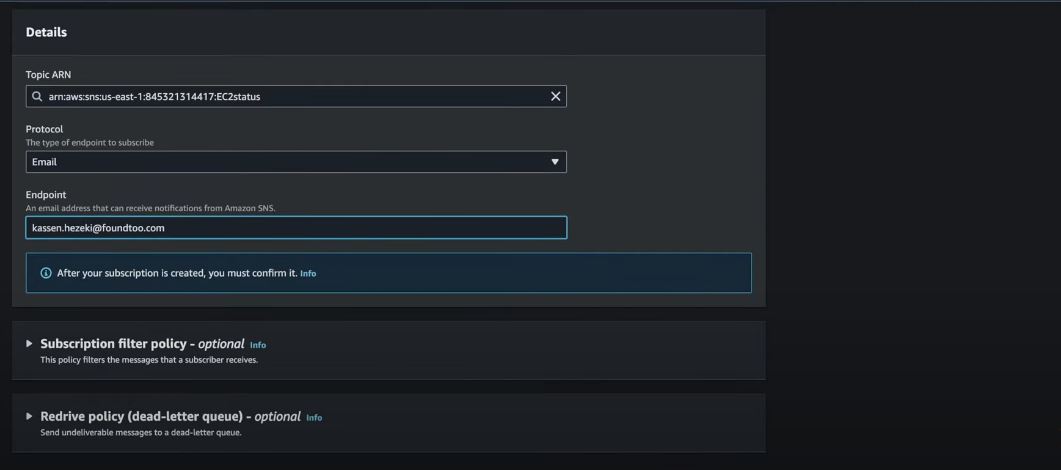 Details
Topic ARN
arn:aws:sns:us-east-1:845321314417:EC2status
Protocol
The type of endpoint to subscribe
Email
Endpoint
An email address that can receive notifications from Amazon SNS.
kassen.hezeki@foundtoo.com
After your subscription is created, you must confirm it. Info
Subscription filter policy - optional Info
This policy filters the messages that a subscriber receives.
Redrive policy (dead-letter queue) - optional Info
Send undeliverable messages to a dead-letter queue.